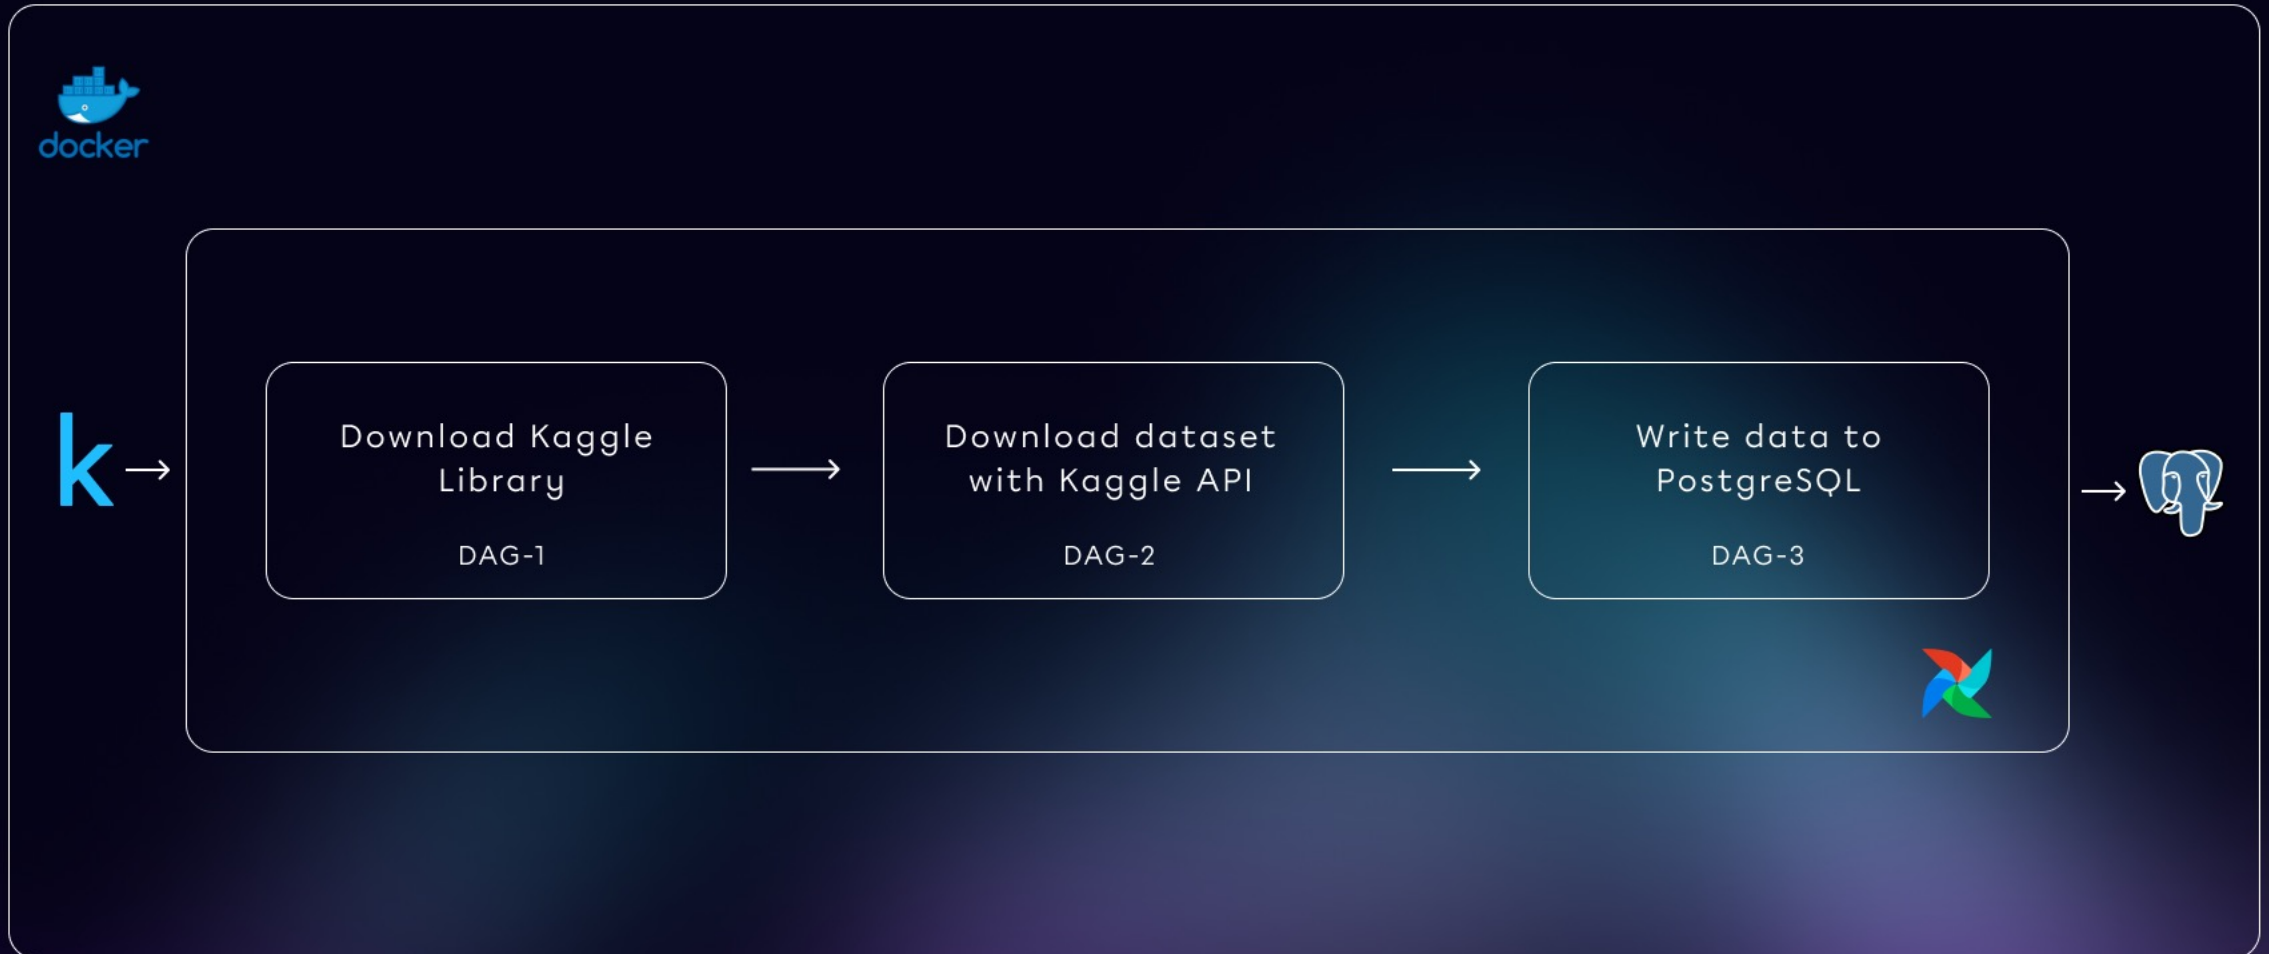 docker
k
Download Kaggle
Library
DAG-1
Download dataset
with Kaggle API
DAG-2
Write data to
PostgreSQL
DAG-3